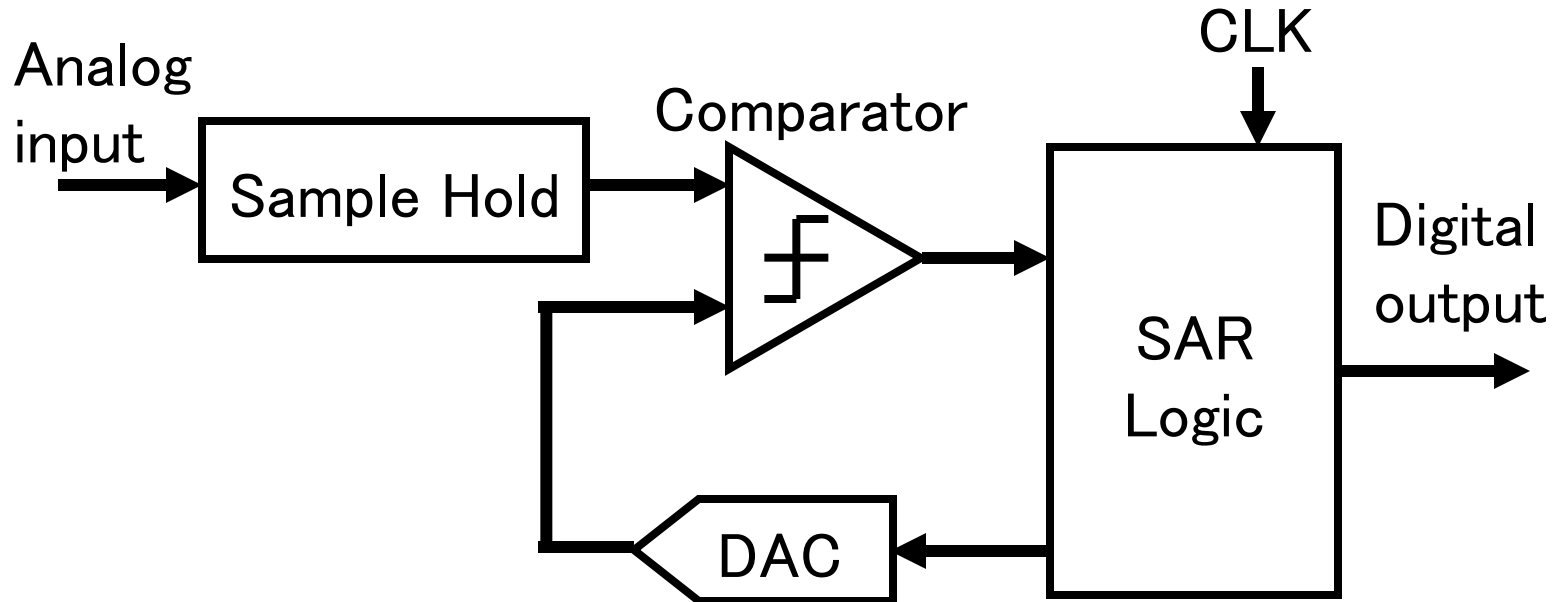 Analog
input
Sample Hold
Comparator
CLK
SAR
Logic
Digital
output
DAC